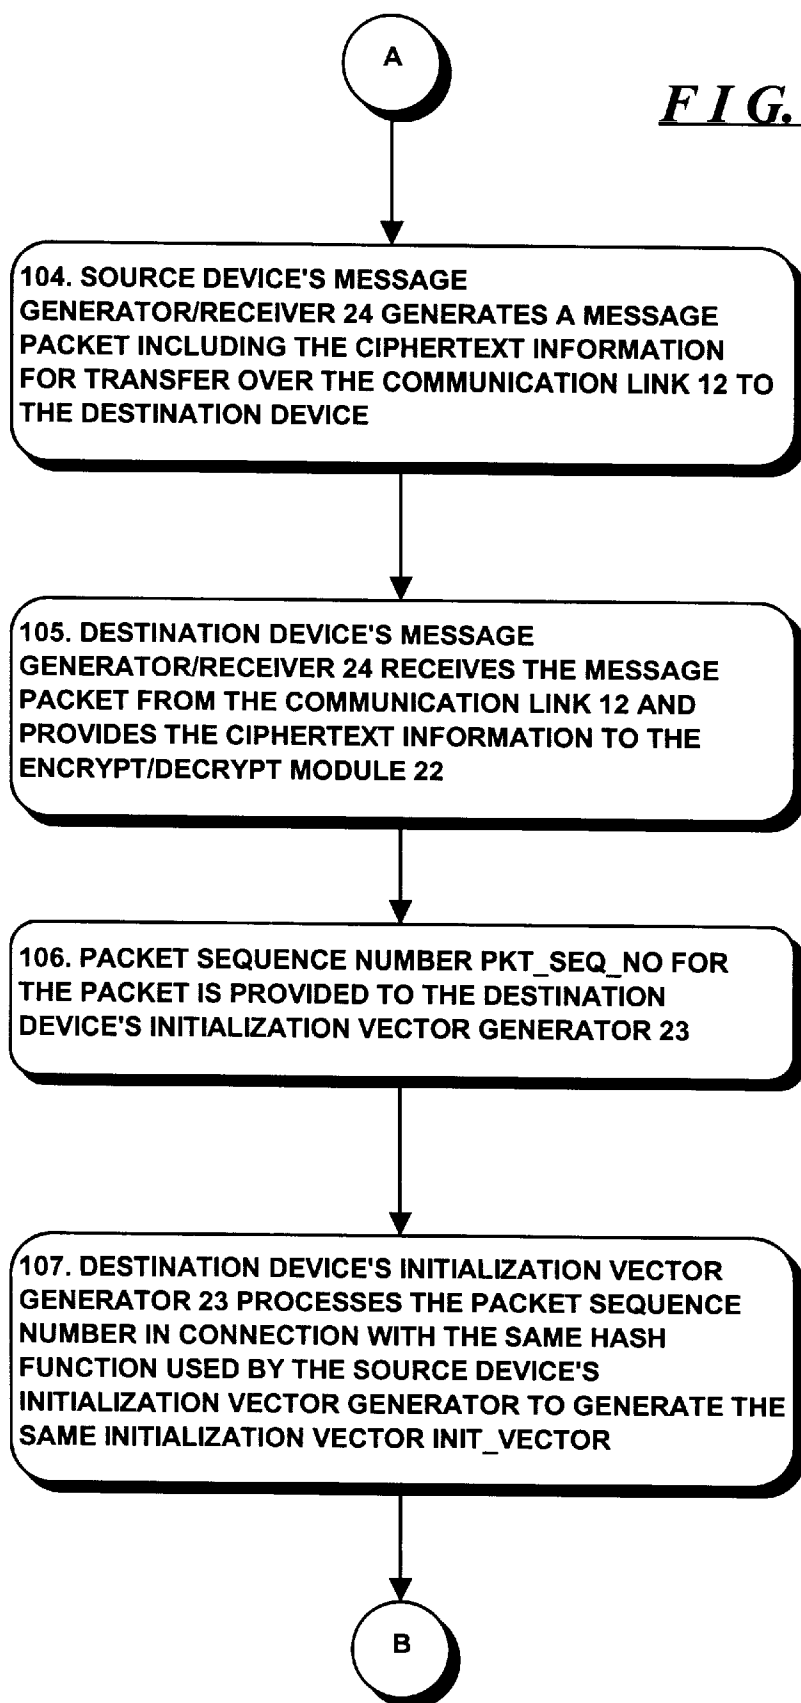 A
F I G.
104. SOURCE DEVICE'S MESSAGE
GENERATOR/RECEIVER 24 GENERATES A MESSAGE
PACKET INCLUDING THE CIPHERTEXT INFORMATION
FOR TRANSFER OVER THE COMMUNICATION LINK 12 TO
THE DESTINATION DEVICE
105. DESTINATION DEVICE'S MESSAGE
GENERATOR/RECEIVER 24 RECEIVES THE MESSAGE
PACKET FROM THE COMMUNICATION LINK 12 AND
PROVIDES THE CIPHERTEXT INFORMATION TO THE
ENCRYPT/DECRYPT MODULE 22
106. PACKET SEQUENCE NUMBER PKT_SEQ_NO FOR
THE PACKET IS PROVIDED TO THE DESTINATION
DEVICE'S INITIALIZATION VECTOR GENERATOR 23
107. DESTINATION DEVICE'S INITIALIZATION VECTOR
GENERATOR 23 PROCESSES THE PACKET SEQUENCE
NUMBER IN CONNECTION WITH THE SAME HASH
FUNCTION USED BY THE SOURCE DEVICE'S
INITIALIZATION VECTOR GENERATOR TO GENERATE THE
SAME INITIALIZATION VECTOR INIT_VECTOR
B